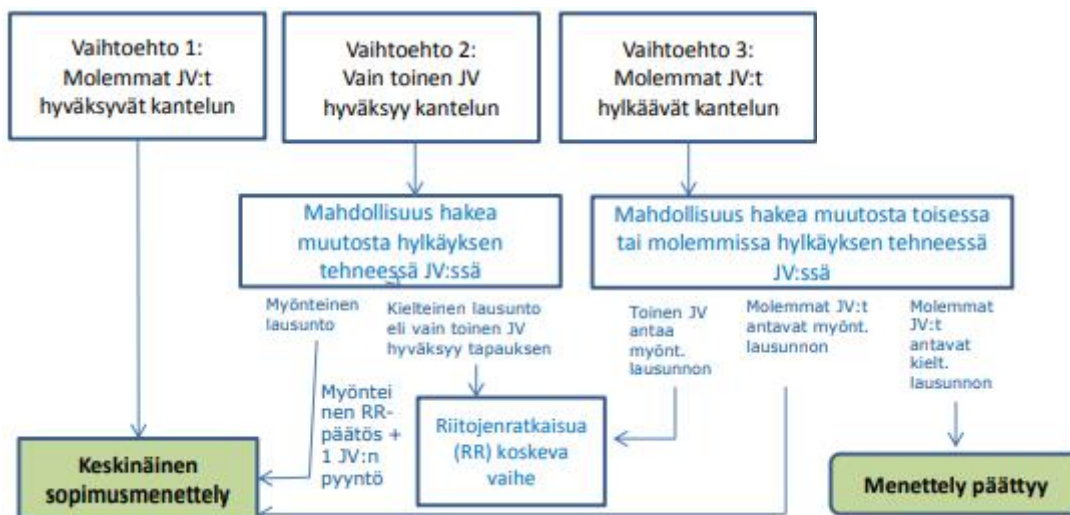 Vaihtoehto 1:
Molemmat JV:t
hyväksyvät kantelun
Vaihtoehto 2:
Vain toinen JV
hyväksyy kantelun
Vaihtoehto 3:
Molemmat JV:t
hylkäävät kantelun
Mahdollisuus hakea
muutosta hylkäyksen
tehneessä JV:ssä
Mahdollisuus hakea muutosta toisessa
tai molemmissa hylkäyksen tehneessä
JV:ssä
Myönteinen
lausunto
Kielteinen lausunto
eli vain toinen JV
hyväksyy tapauksen
Toinen JV
antaa
myönt.
lausunnon
Molemmat JV:t
antavat myönt.
lausunnon
Molemmat
JV:t
antavat
kielt.
lausunnon
Myöntei
nen RR-
päätös +
1 JV:n
pyyntö
Riitojenratkaisua
(RR) koskeva
vaihe
Keskinäinen
sopimusmenettely
Menettely päättyy